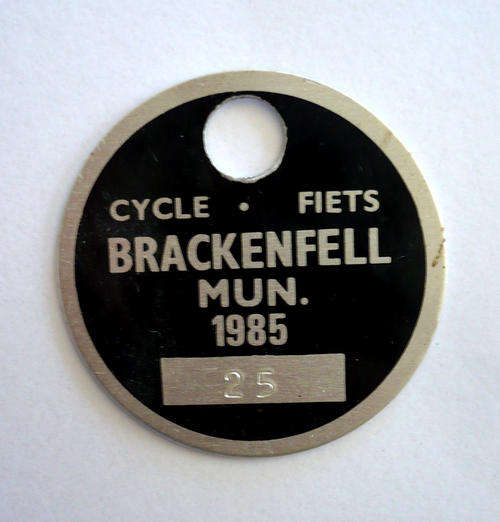 CYCLE • FIETS
BRACKENFELL
MUN.
1985
25